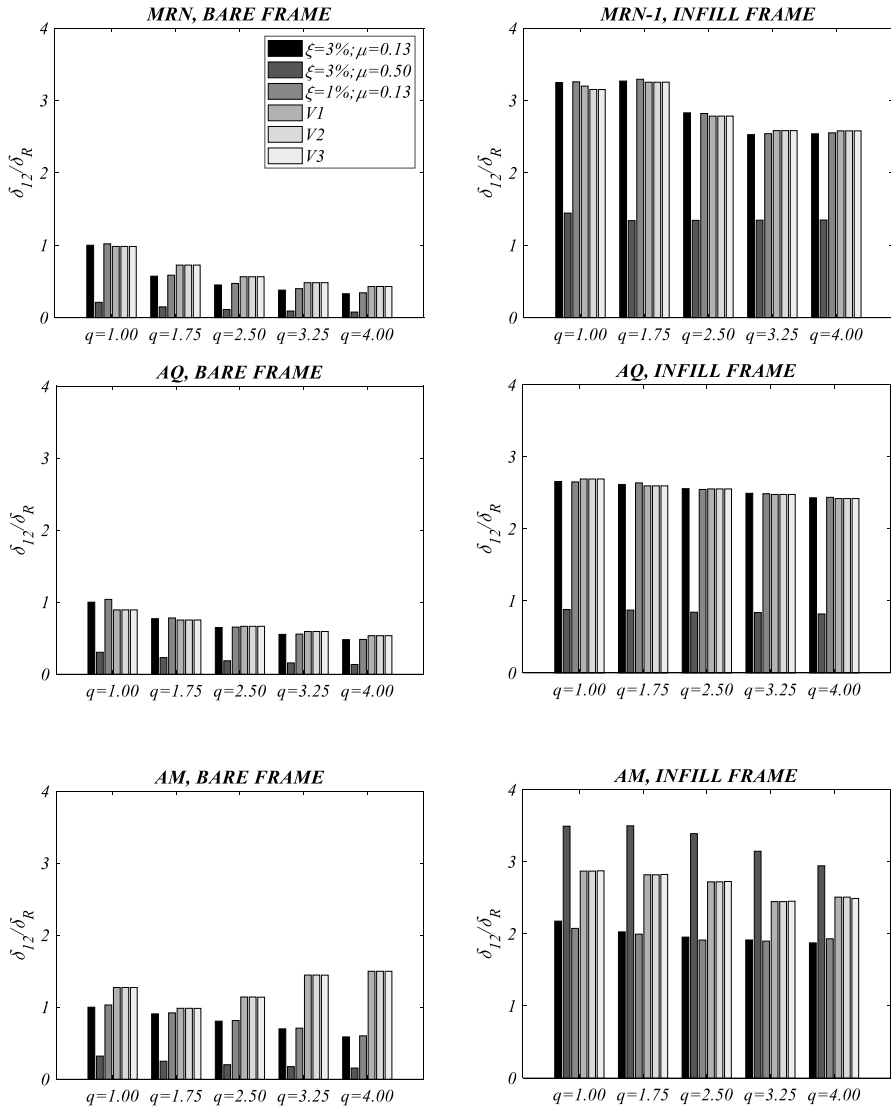 MRN, BARE FRAME
4
3
2
1
0
δ12/δR
ξ=3%;μ=0.13
ξ=3%;μ=0.50
ξ=1%;μ=0.13
V1
V2
V3
q=1.00 q=1.75 q=2.50 q=3.25 q=4.00
MRN-1, INFILL FRAME
4
3
2
1
0
δ12/δR
q=1.00 q=1.75 q=2.50 q=3.25 q=4.00
AQ, BARE FRAME
4
3
2
1
0
δ12/δR
q=1.00 q=1.75 q=2.50 q=3.25 q=4.00
AQ, INFILL FRAME
4
3
2
1
0
δ12/δR
q=1.00 q=1.75 q=2.50 q=3.25 q=4.00
AM, BARE FRAME
4
3
2
1
0
δ12/δR
q=1.00 q=1.75 q=2.50 q=3.25 q=4.00
AM, INFILL FRAME
4
3
2
1
0
δ12/δR
q=1.00 q=1.75 q=2.50 q=3.25 q=4.00